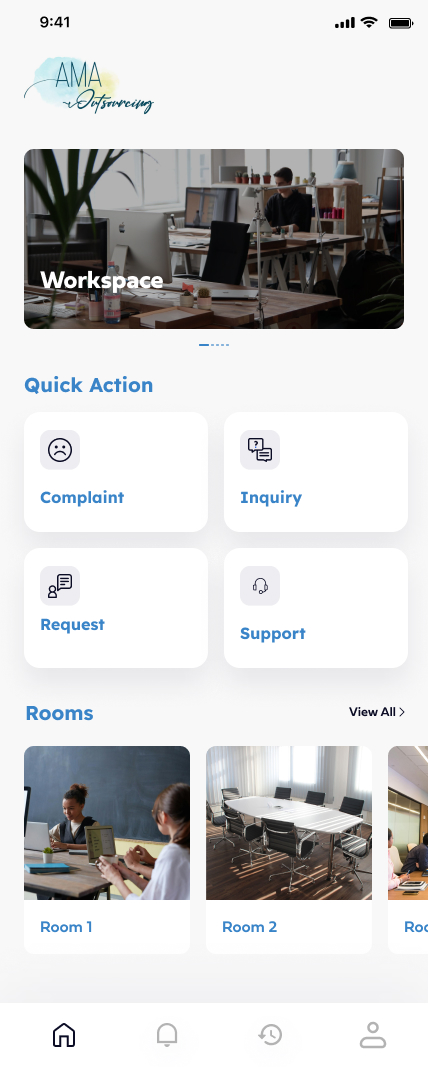 9:41
AMA
Outsourcing
Workspace
Quick Action
Complaint
Inquiry
Request
Support
Rooms
View All
Room 1
Room 2
Roo